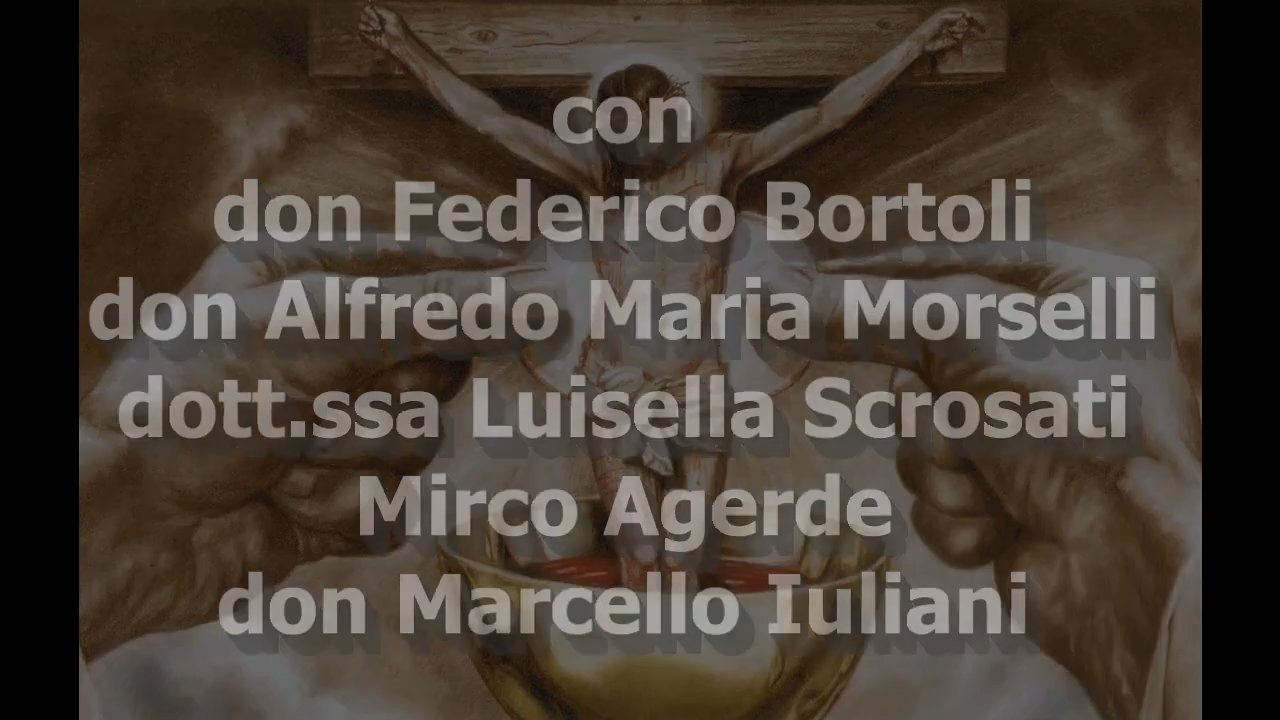 con
don Federico Bortoli
don Alfredo Maria Morselli
dott.ssa Luisella Scrosati
Mirco Agerde
don Marcello Iuliani